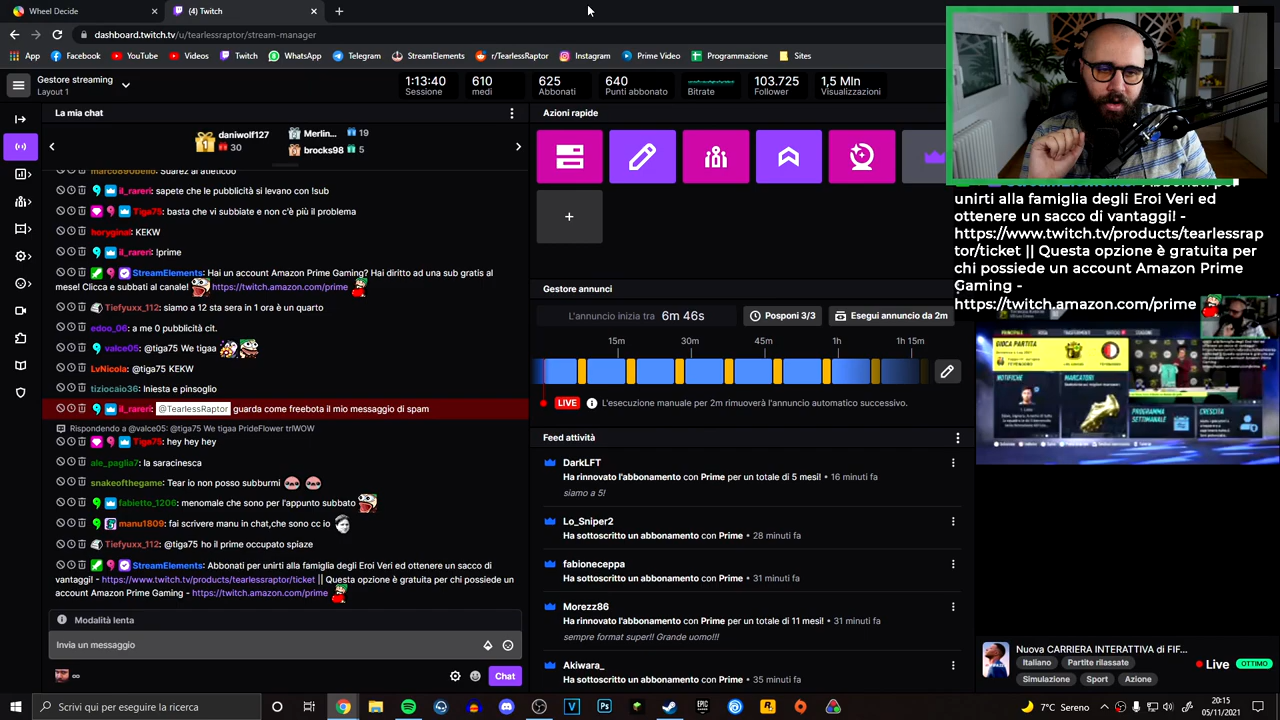 Wheel Decide
(4) Twitch
dashboard.twitch.tv/u/tearlessraptor/stream-manager
App
Facebook
YouTube
Videos
Twitch
WhatsApp
Telegram
StreamElements
r/TearlessRaptor
Instagram
Prime Video
Programmazione
Sites
Gestore streaming
Layout 1
1:13:40
Sessione
610
medi
625
Abbonati
640
Punti abbonato
Bitrate
103.725
Follower
1,5 Mln
Visualizzazioni
La mia chat
daniwolf127
30
Merlin... 19
brocks98 5
marco890bello: suarez al atletico
il_rareri: sapete che le pubblicità si levano con !sub
Tiga75: basta che vi subbiate e non c'è più il problema
horyginal: KEKW
il_rareri: !prime
StreamElements: Hai un account Amazon Prime Gaming? Hai diritto ad una sub gratis al
mese! Clicca e subbati al canale! https://twitch.amazon.com/prime
Tiefyuxx_112: siamo a 12 sta sera in 1 ora è un quarto
edoo_06: a me 0 pubblicità cit.
valce05: @tiga75 We tigaa
LvNicola: @tiga75 KEKW
tiziocaio36: Iniesta e pinsoglio
il_rareri: @TearlessRaptor guarda come freebota il mio messaggio di spam
Rispondendo a @valce05: @tiga75 We tigaa PrideFlower trlW0W
Tiga75: hey hey hey
ale_paglia7: la saracinesca
snakeofthegame: Tear io non posso subburmi
fabietto_1206: menomale che sono per l'appunto subbato
manu1809: fai scrivere manu in chat,che sono cc io
Tiefyuxx_112: @tiga75 ho il prime occupato spiaze
StreamElements: Abbonati per unirti alla famiglia degli Eroi Veri ed ottenere un sacco di
vantaggi! - https://www.twitch.tv/products/tearlessraptor/ticket || Questa opzione è gratuita per chi possiede un
account Amazon Prime Gaming - https://twitch.amazon.com/prime
Modalità lenta
Invia un messaggio
Chat
Azioni rapide
Gestore annunci
L'annuncio inizia tra 6m 46s
Posponi 3/3
Esegui annuncio da 2m
15m
30m
45m
1h
1h 15m
LIVE
L'esecuzione manuale per 2m rimuoverà l'annuncio automatico successivo.
Feed attività
DarkLFT
Ha rinnovato l'abbonamento con Prime per un totale di 5 mesi! • 16 minuti fa
siamo a 5!
Lo_Sniper2
Ha sottoscritto un abbonamento con Prime • 28 minuti fa
fabioneceppa
Ha sottoscritto un abbonamento con Prime • 31 minuti fa
Morezz86
Ha rinnovato l'abbonamento con Prime per un totale di 11 mesi! • 31 minuti fa
sempre format super!! Grande uomo!!!
Akiwara_
Ha sottoscritto un abbonamento con Prime • 35 minuti fa
StreamElements: Abbonati per
unirti alla famiglia degli Eroi Veri ed
ottenere un sacco di vantaggi! -
https://www.twitch.tv/products/tearlessrap
tor/ticket || Questa opzione è gratuita per
chi possiede un account Amazon Prime
Gaming -
https://twitch.amazon.com/prime
PRINCIPALE
GIOCA
PARTITA
NOTIFICHE
MARCATORI
PROGRAMMA
SETTIMANALE
CRESCITA
Nuova CARRIERA INTERATTIVA di FIF...
Italiano
Partite rilassate
Simulazione
Sport
Azione
Live
OTTIMO
Scrivi qui per eseguire la ricerca
7°C Sereno
20:15
05/11/2021